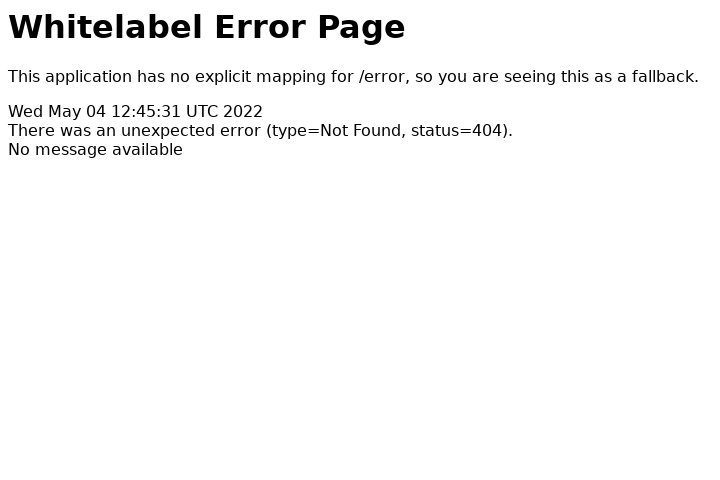 Whitelabel Error Page
This application has no explicit mapping for /error, so you are seeing this as a fallback.
Wed May 04 12:45:31 UTC 2022
There was an unexpected error (type=Not Found, status=404).
No message available